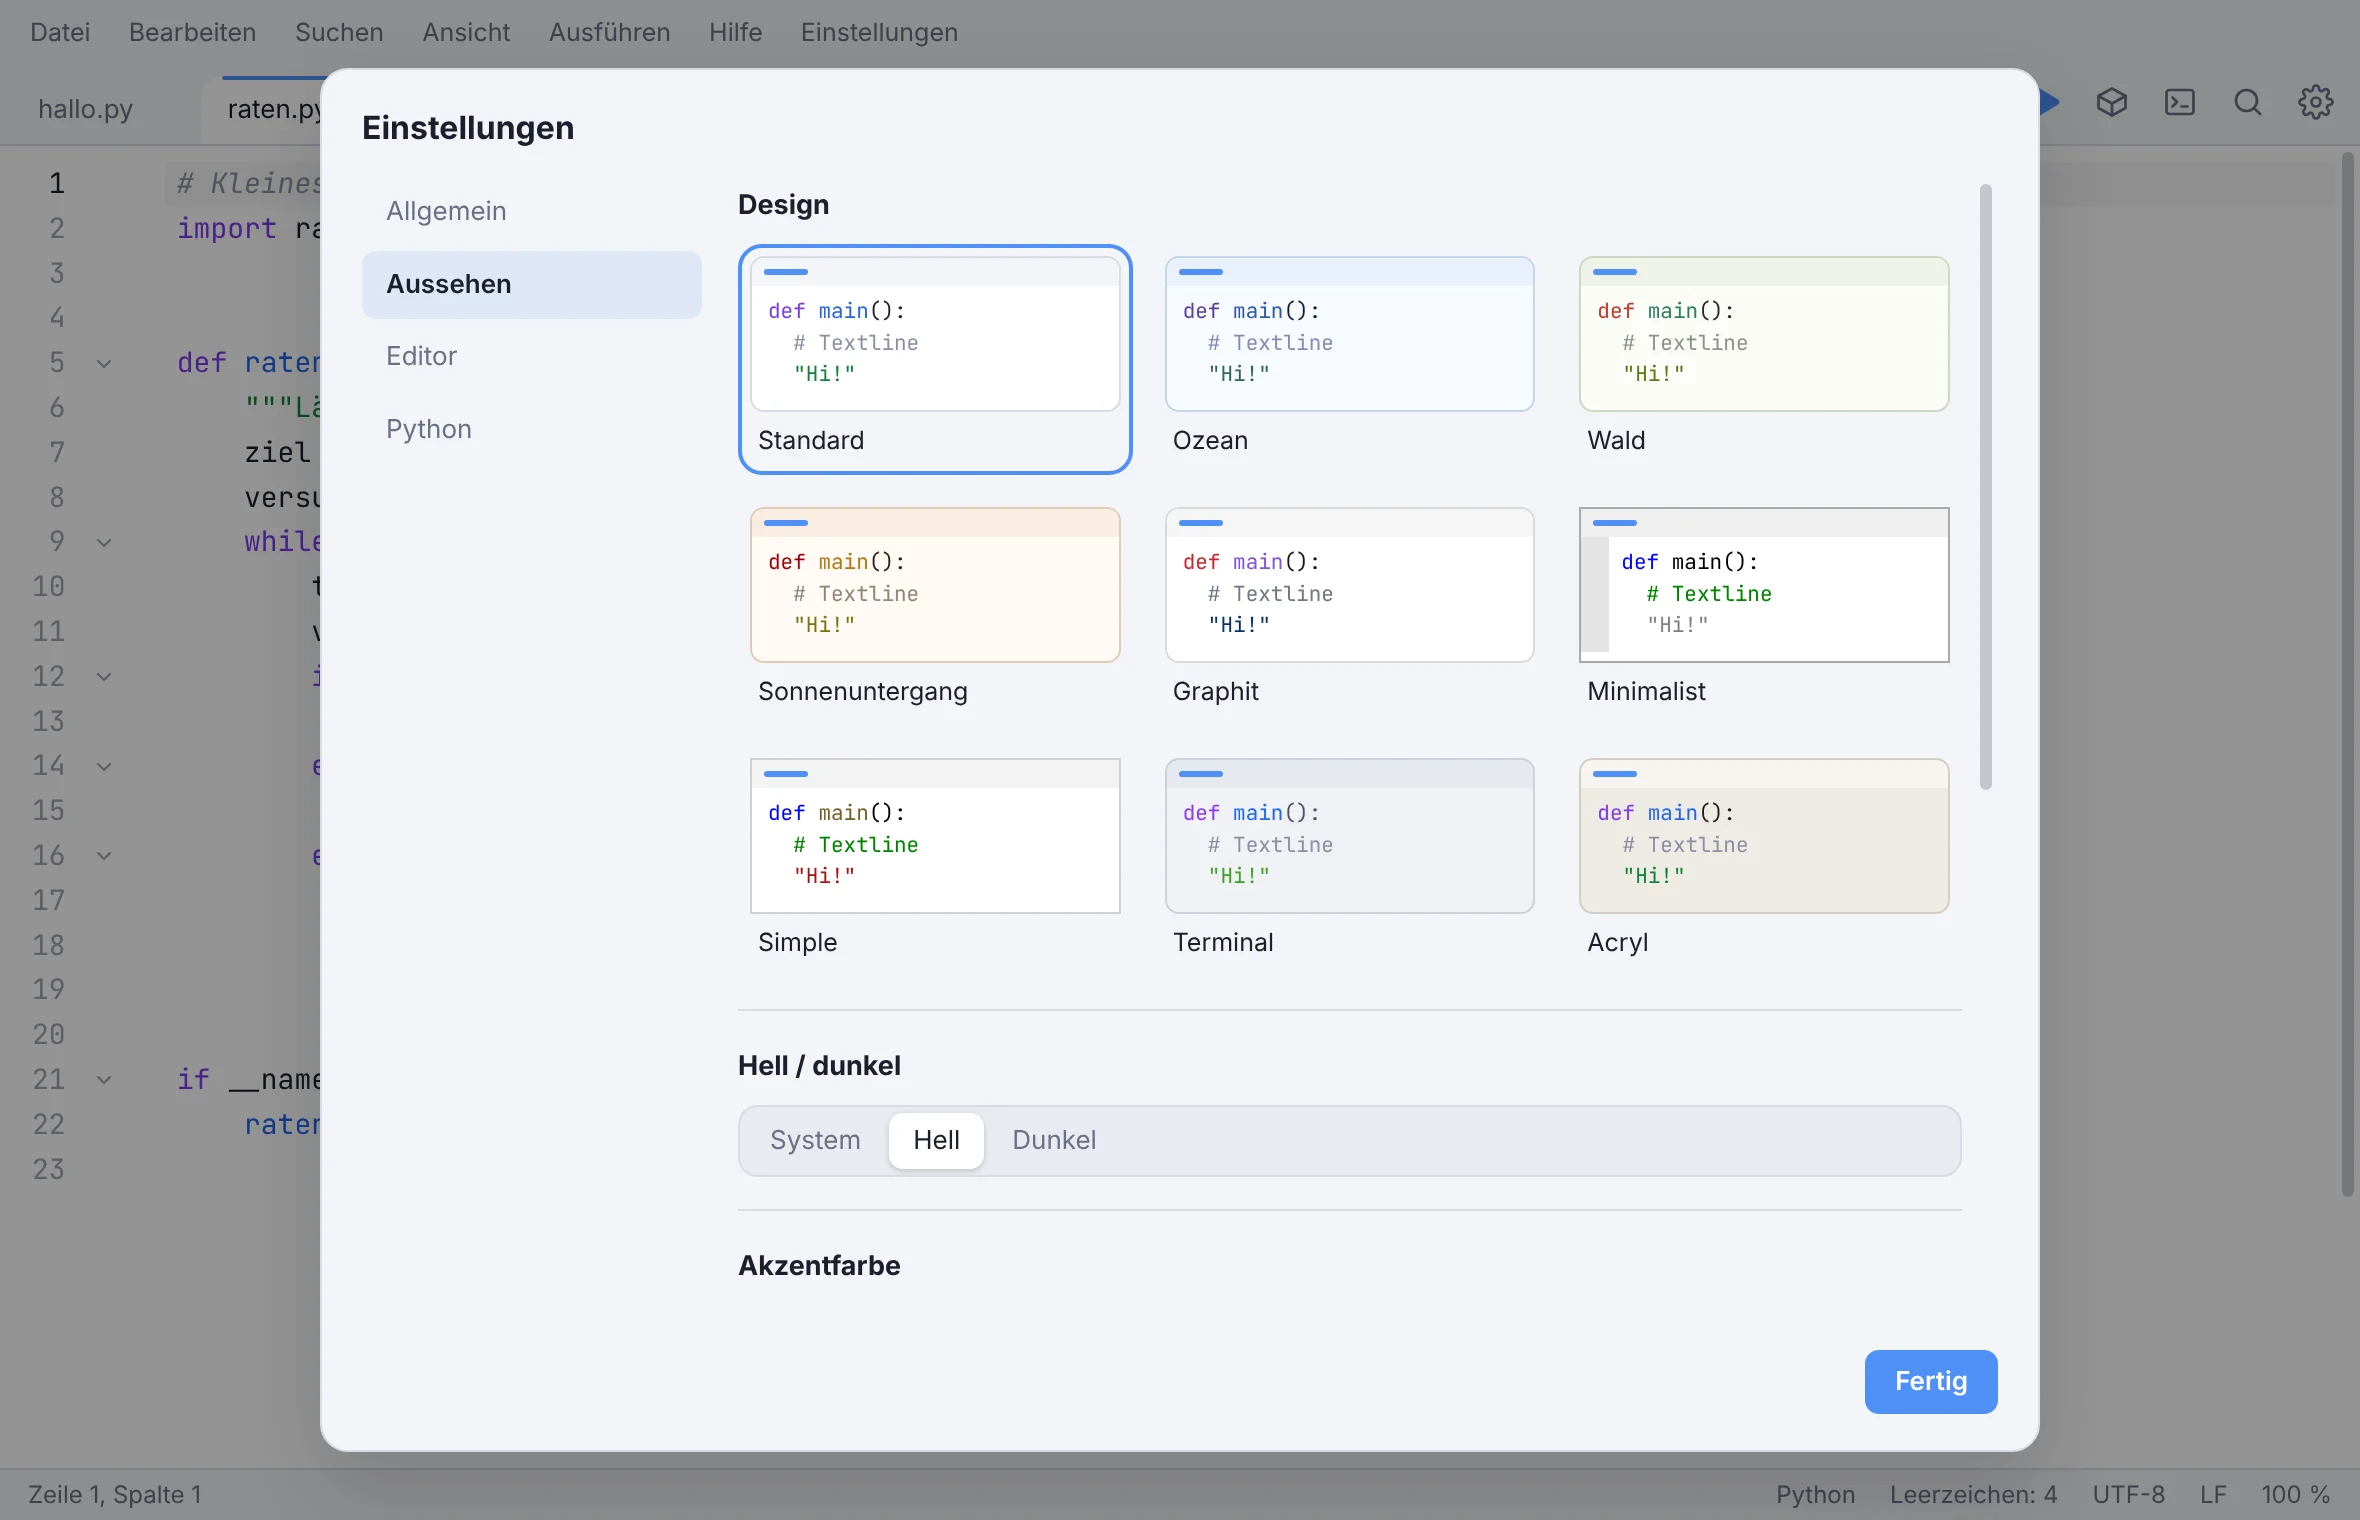 Datei Bearbeiten Suchen Ansicht Ausführen Hilfe Einstellungen
hallo.py raten.py
Einstellungen
Allgemein
Aussehen
Editor
Python
Design
def main():
# Textline
"Hi!"
Standard
def main():
# Textline
"Hi!"
Ozean
def main():
# Textline
"Hi!"
Wald
def main():
# Textline
"Hi!"
Sonnenuntergang
def main():
# Textline
"Hi!"
Graphit
def main():
# Textline
"Hi!"
Minimalist
def main():
# Textline
"Hi!"
Simple
def main():
# Textline
"Hi!"
Terminal
def main():
# Textline
"Hi!"
Acryl
Hell / dunkel
System Hell Dunkel
Akzentfarbe
Fertig
1 # Kleines
2 import
3
4
5 def raten
6 """
7 ziel
8
9 while
10
11
12
13
14
15
16
17
18
19
20
21 if __name
22 raten
23
Zeile 1, Spalte 1
Python Leerzeichen: 4 UTF-8 LF 100 %